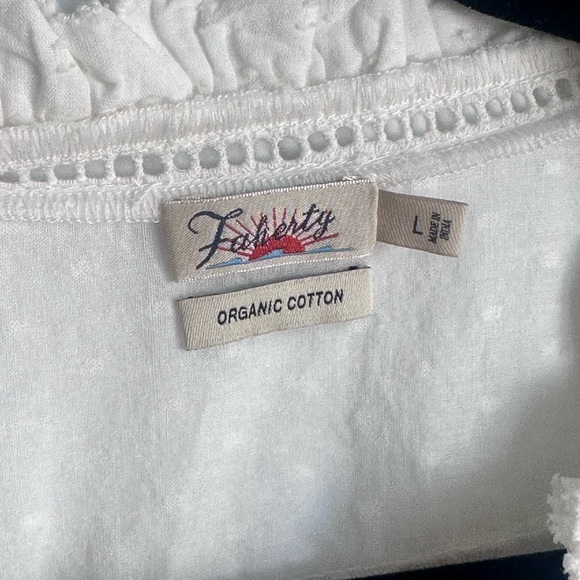 Faherty
L
MADE IN
INDIA
ORGANIC COTTON